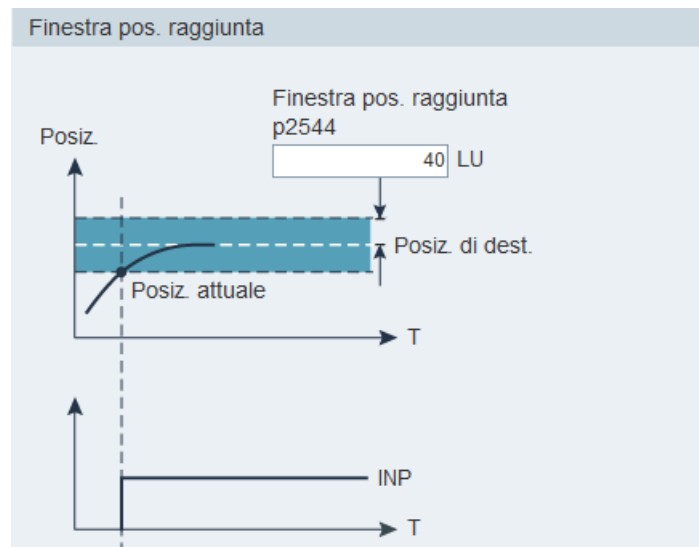 Finestra pos. raggiunta
Finestra pos. raggiunta
p2544
Posiz.
40 LU
Posiz. di dest.
Posiz. attuale
T
INP
T